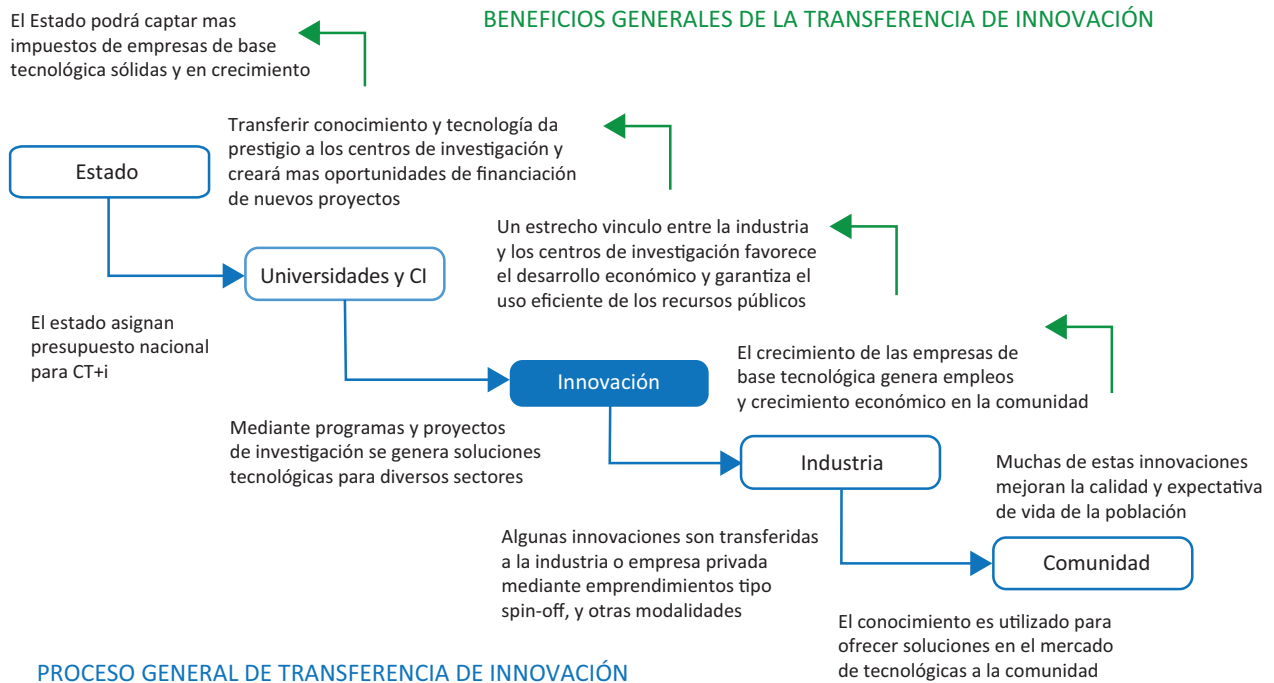 El Estado podrá captar mas
impuestos de empresas de base
tecnológica sólidas y en crecimiento
BENEFICIOS GENERALES DE LA TRANSFERENCIA DE INNOVACIÓN
Transferir conocimiento y tecnología da
prestigio a los centros de investigación y
creará mas oportunidades de financiación
de nuevos proyectos
Estado
Un estrecho vinculo entre la industria
y los centros de investigación favorece
el desarrollo económico y garantiza el
uso eficiente de los recursos públicos
Universidades y CI
El estado asignan
presupuesto nacional
para CT+i
El crecimiento de las empresas de
base tecnológica genera empleos
y crecimiento económico en la comunidad
Innovación
Mediante programas y proyectos
de investigación se genera soluciones
tecnológicas para diversos sectores
Industria
Muchas de estas innovaciones
mejoran la calidad y expectativa
de vida de la población
Algunas innovaciones son transferidas
a la industria o empresa privada
mediante emprendimientos tipo
spin-off, y otras modalidades
Comunidad
El conocimiento es utilizado para
ofrecer soluciones en el mercado
de tecnológicas a la comunidad
PROCESO GENERAL DE TRANSFERENCIA DE INNOVACIÓN